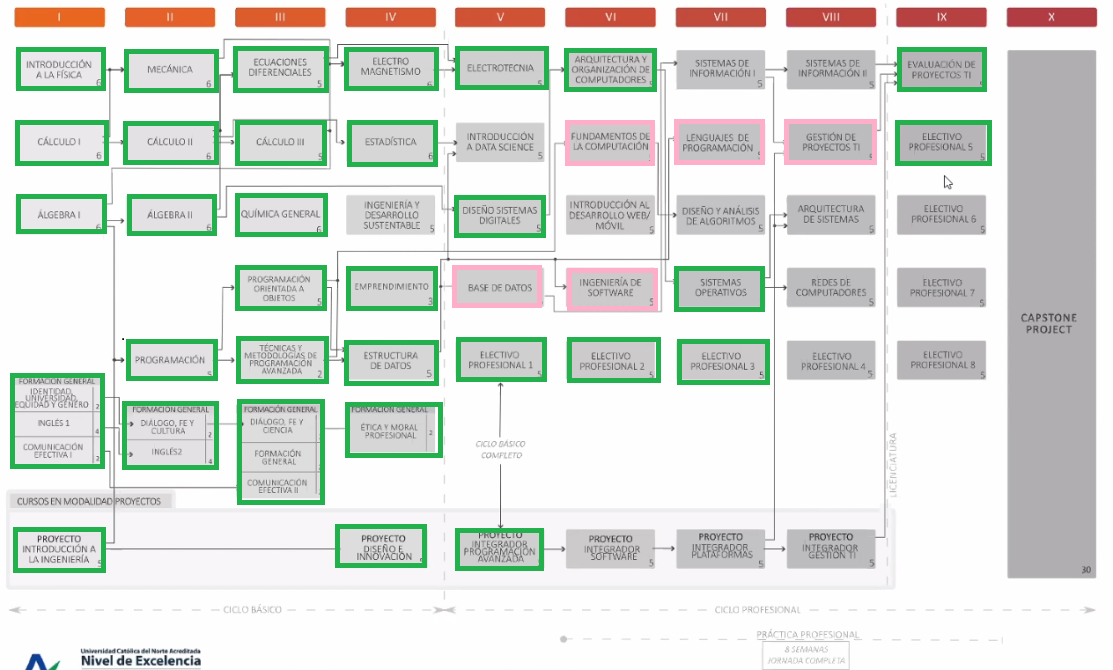 I II III IV V VI VII VIII IX X
INTRODUCCIÓN
A LA FÍSICA
6
MECÁNICA
6
ECUACIONES
DIFERENCIALES
5
ELECTRO
MAGNETISMO
6
ELECTROTECNIA
5
ARQUITECTURA Y
ORGANIZACIÓN DE
COMPUTADORES
5
SISTEMAS DE
INFORMACIÓN I
5
SISTEMAS DE
INFORMACIÓN II
5
EVALUACIÓN DE
PROYECTOS TI
5
CÁLCULO I
6
CÁLCULO II
6
CÁLCULO III
5
ESTADÍSTICA
6
INTRODUCCIÓN
A DATA SCIENCE
5
FUNDAMENTOS DE
LA COMPUTACIÓN
LENGUAJES DE
PROGRAMACIÓN
GESTIÓN DE
PROYECTOS TI
ELECTIVO
PROFESIONAL 5
5
ÁLGEBRA I
6
ÁLGEBRA II
6
QUÍMICA GENERAL
6
INGENIERÍA Y
DESARROLLO
SUSTENTABLE
5
DISEÑO SISTEMAS
DIGITALES
5
INTRODUCCIÓN AL
DESARROLLO WEB/
MÓVIL
5
DISEÑO Y ANÁLISIS
DE ALGORITMOS
5
ARQUITECTURA
DE SISTEMAS
5
ELECTIVO
PROFESIONAL 6
5
PROGRAMACIÓN
ORIENTADA A
OBJETOS
5
EMPRENDIMIENTO
3
BASE DE DATOS
INGENIERÍA DE
SOFTWARE
5
SISTEMAS
OPERATIVOS
5
REDES DE
COMPUTADORES
5
ELECTIVO
PROFESIONAL 7
5
CAPSTONE
PROJECT
30
PROGRAMACIÓN
5
TÉCNICAS Y
METODOLOGÍAS DE
PROGRAMACIÓN
AVANZADA
2
ESTRUCTURA
DE DATOS
5
ELECTIVO
PROFESIONAL 1
5
ELECTIVO
PROFESIONAL 2
5
ELECTIVO
PROFESIONAL 3
5
ELECTIVO
PROFESIONAL 4
5
ELECTIVO
PROFESIONAL 8
5
FORMACIÓN GENERAL
IDENTIDAD,
UNIVERSIDAD,
EQUIDAD Y GÉNERO
2
INGLÉS 1
4
COMUNICACIÓN
EFECTIVA I
FORMACIÓN GENERAL
DIÁLOGO, FE Y
CULTURA
2
INGLÉS2
4
FORMACIÓN GENERAL
DIÁLOGO, FE Y
CIENCIA
FORMACIÓN
GENERAL
COMUNICACIÓN
EFECTIVA II
FORMACIÓN GENERAL
ÉTICA Y MORAL
PROFESIONAL
2
CICLO BÁSICO
COMPLETO
LICENCIATURA
CURSOS EN MODALIDAD PROYECTOS
PROYECTO
INTRODUCCIÓN A
LA INGENIERÍA
PROYECTO
DISEÑO E
INNOVACIÓN
PROYECTO
INTEGRADOR
PROGRAMACIÓN
AVANZADA
PROYECTO
INTEGRADOR
SOFTWARE
5
PROYECTO
INTEGRADOR
PLATAFORMAS
5
PROYECTO
INTEGRADOR
GESTIÓN TI
5
CICLO BÁSICO
CICLO PROFESIONAL
PRÁCTICA PROFESIONAL
8 SEMANAS
JORNADA COMPLETA
Universidad Católica del Norte Acreditada
Nivel de Excelencia